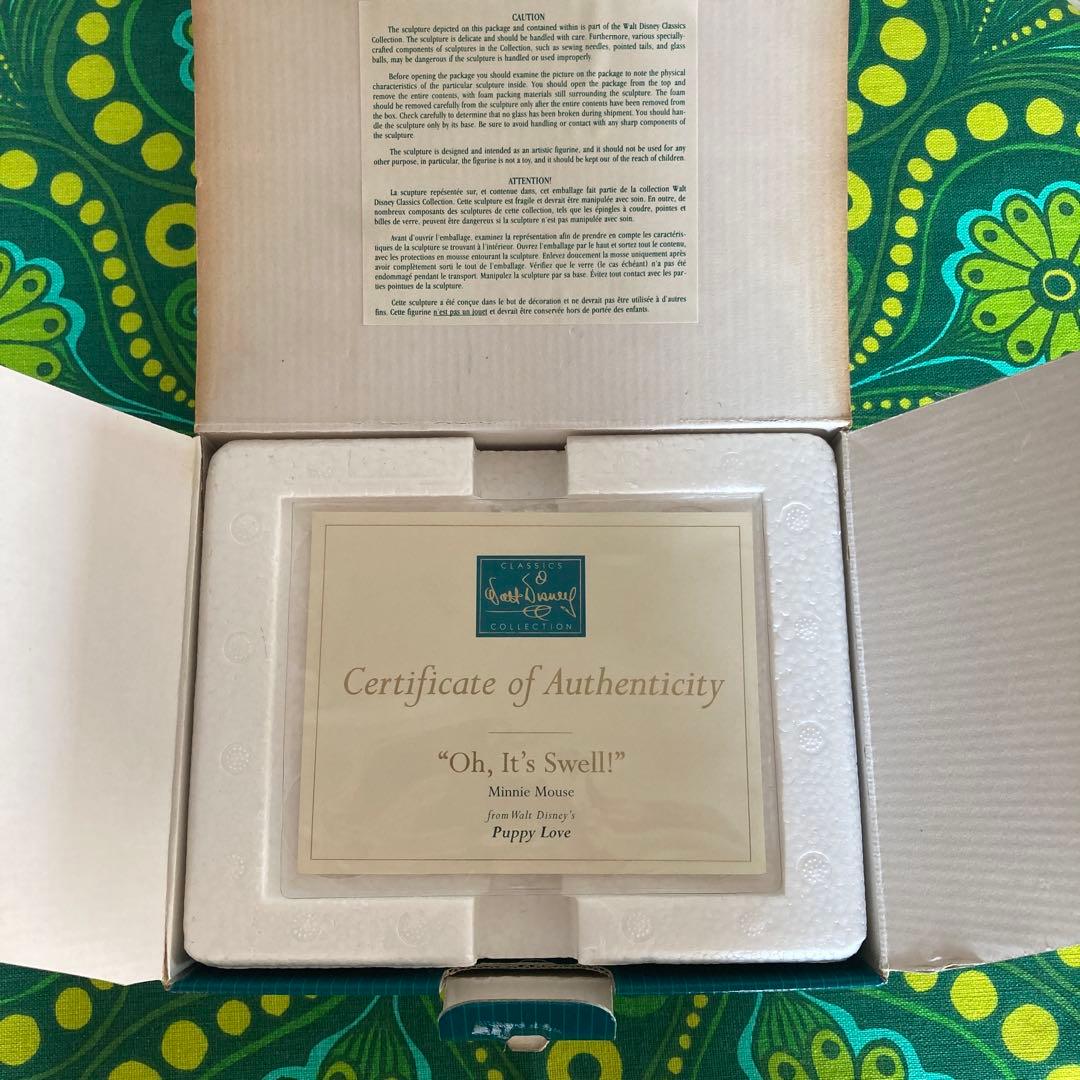 CAUTION
The sculpture depicted on this package and contained within is part of the Walt Disney Classics
Collection. The sculpture is delicate and should be handled with care. Furthermore, various specially-
crafted components of sculptures in the Collection, such as sewing needles, pointed tails, and glass
balls, may be dangerous if the sculpture is handled or used improperly.
Before opening the package you should examine the picture on the package to note the physical
characteristics of the particular sculpture inside. You should open the package from the top and
remove the entire contents, with foam packing materials still surrounding the sculpture. The foam
should be removed carefully from the sculpture only after the entire contents have been removed from
the box. Check carefully to determine that no glass has been broken during shipment. You should han-
dle the sculpture only by its base. Be sure to avoid handling or contact with any sharp components of
the sculpture.
The sculpture is designed and intended as an artistic figurine, and it should not be used for any
other purpose, in particular, the figurine is not a toy, and it should be kept our of the reach of children.
ATTENTION!
La scupture repésentée sur, et contenue dans, cet emballage fait partie de la collection Walt
Disney Classics Collection. Cette sculpture est fragile et devrait être manipulée avec soin. En outre, de
nombreux composants des sculptures de cette collection, tels que les épingles à coudre, pointes et
billes de verre, peuvent être dangereux si la sculpture n'est pas manipulée avec soin.
Avant d'ouvrir l'emballage, examinez la représentation afin de prendre en compte les caractéris-
tiques de la sculpture se trouvant à l'intérieur. Ouvrez l'emballage par le haut et sortez tout le contenu,
avec les protections en mousse entourant la sculpture. Enlevez doucement la mousse uniquement après
avoir complètement sorti le tout de l'emballage. Vérifiez que le verre (le cas échéant) n'a pas été
endommagé pendant le transport. Manipulez la sculpture par sa base. Évitez tout contact avec les par-
ties pointues de la sculpture.
Cette sculpture a été conçue dans le but de décoration et ne devrait pas être utilisée à d'autres
fins. Cette figurine n'est pas un jouet et devrait être conservée hors de portée des enfants.
CLASSICS
Walt Disney
COLLECTION
Certificate of Authenticity
“Oh, It's Swell!”
Minnie Mouse
from Walt Disney's
Puppy Love